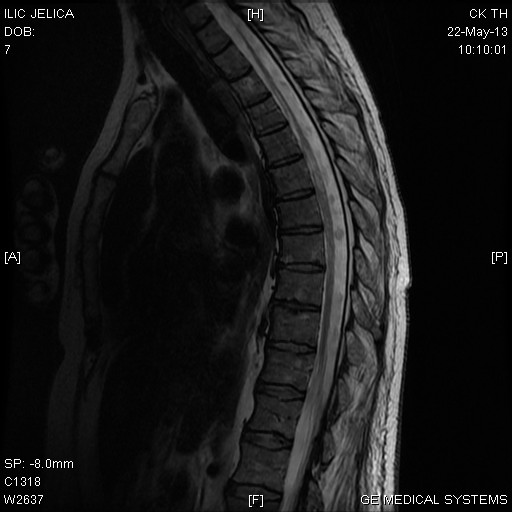 ILIC JELICA
DOB:
7
[H]
CK TH
22-May-13
10:10:01
[A]
[P]
SP: -8.0mm
C1318
W2637
[F]
GE MEDICAL SYSTEMS